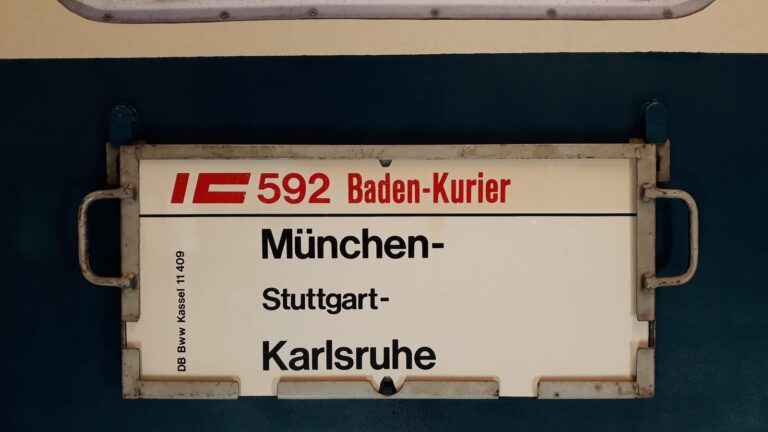 IC 592 Baden-Kurier
München-
Stuttgart-
Karlsruhe
DB Bww Kassel 11 409